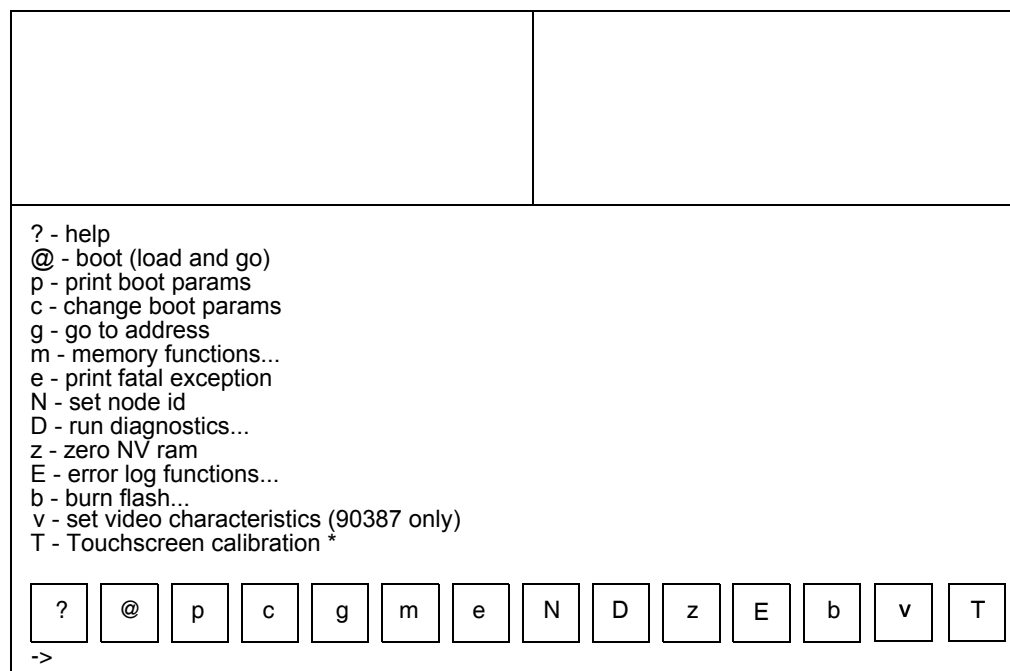 ? - help
@ - boot (load and go)
p - print boot params
c - change boot params
g - go to address
m - memory functions...
e - print fatal exception
N - set node id
D - run diagnostics...
z - zero NV ram
E - error log functions...
b - burn flash...
v - set video characteristics (90387 only)
T - Touchscreen calibration *
? @ p c g m e N D z E b v T
->